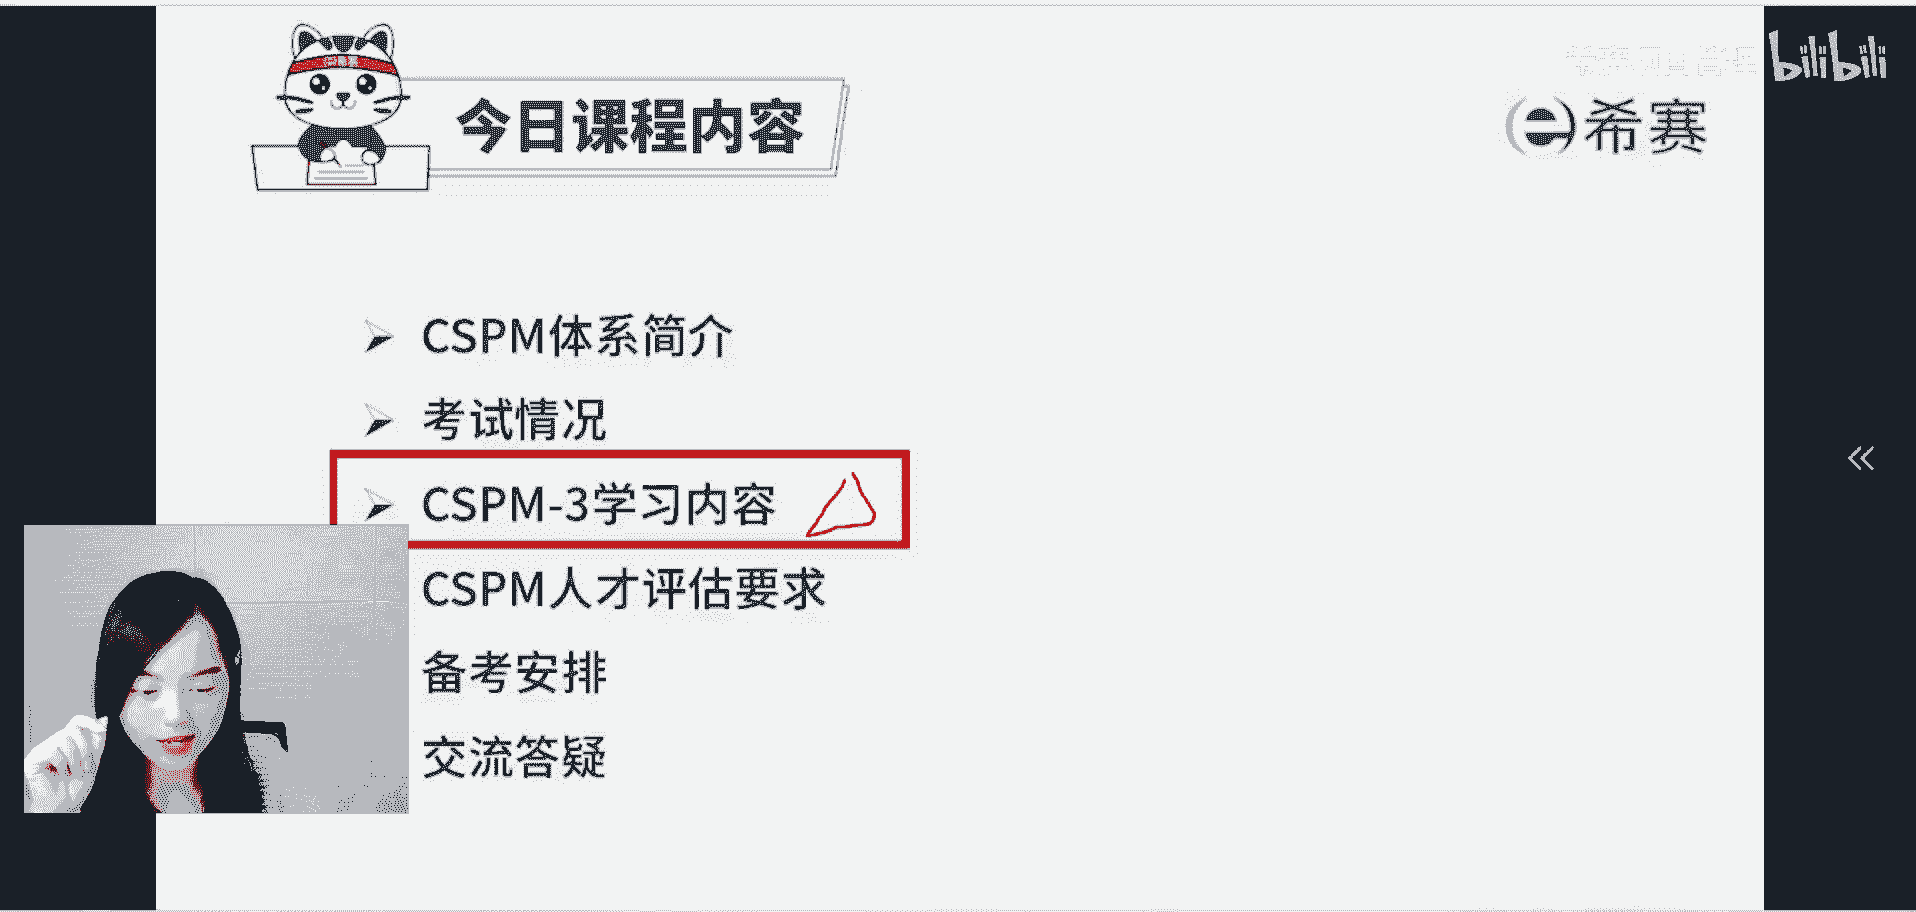 bilibili
今日课程内容
希赛
CSPM体系简介
考试情况
CSPM-3学习内容
CSPM人才评估要求
备考安排
交流答疑